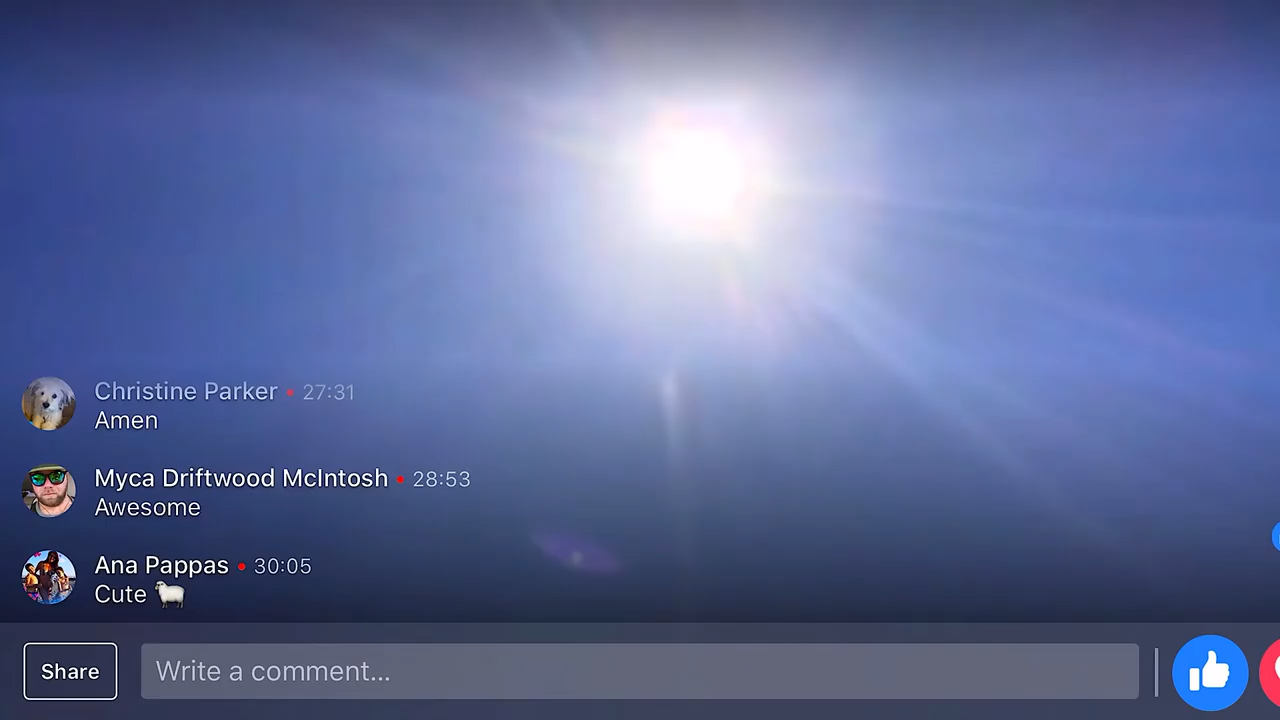 Christine Parker • 27:31
Amen
Myca Driftwood McIntosh • 28:53
Awesome
Ana Pappas • 30:05
Cute 🐑
Share
Write a comment...